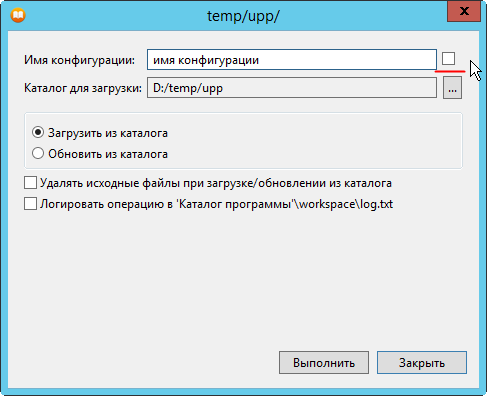 temp/upp/
x
Имя конфигурации: имя конфигурации
Каталог для загрузки: D:/temp/upp ...
Загрузить из каталога
Обновить из каталога
Удалять исходные файлы при загрузке/обновлении из каталога
Логировать операцию в 'Каталог программы'\workspace\log.txt
Выполнить Закрыть